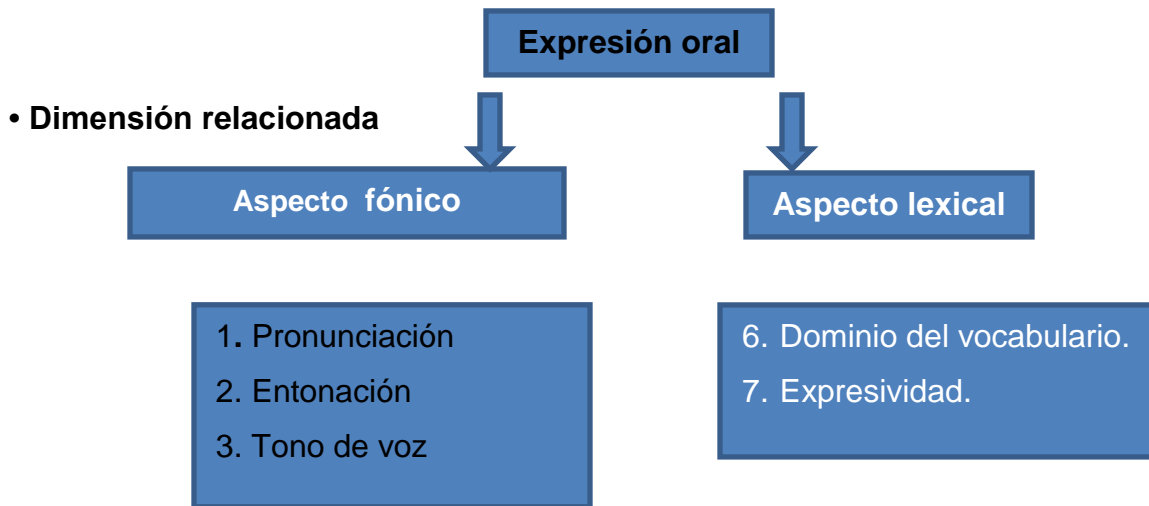 Expresión oral
• Dimensión relacionada
Aspecto fónico
Aspecto lexical
1. Pronunciación
2. Entonación
3. Tono de voz
6. Dominio del vocabulario.
7. Expresividad.